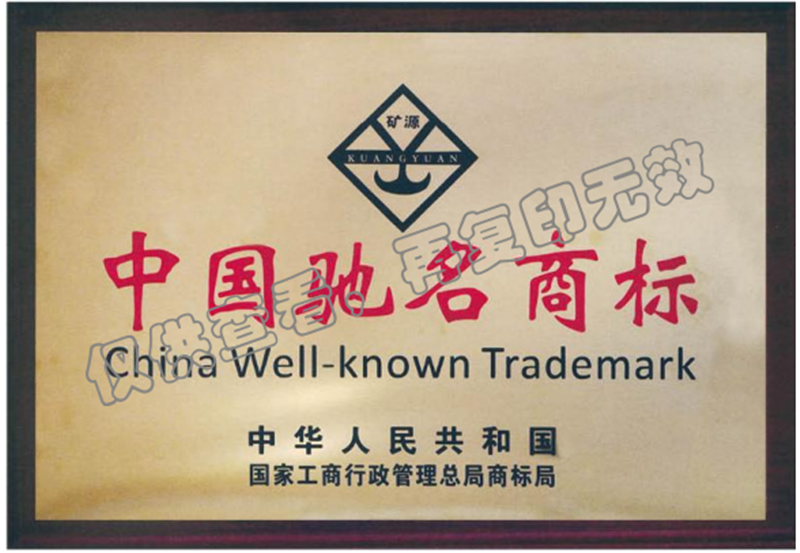 矿源
KUANGYUAN
中国驰名商标
China Well-known Trademark
中华人民共和国
国家工商行政管理总局商标局
仅供查看，再复印无效